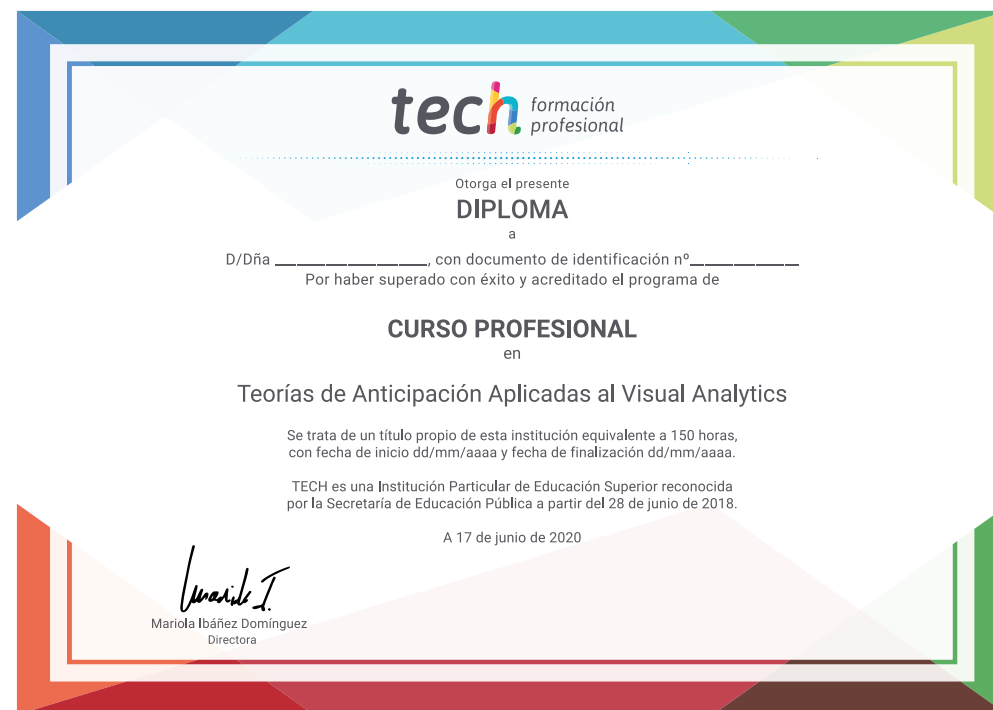 tech formación
profesional
Otorga el presente
DIPLOMA
a
D/Dña ____________________, con documento de identificación nº______________
Por haber superado con éxito y acreditado el programa de
CURSO PROFESIONAL
en
Teorías de Anticipación Aplicadas al Visual Analytics
Se trata de un título propio de esta institución equivalente a 150 horas,
con fecha de inicio dd/mm/aaaa y fecha de finalización dd/mm/aaaa.
TECH es una Institución Particular de Educación Superior reconocida
por la Secretaría de Educación Pública a partir del 28 de junio de 2018.
A 17 de junio de 2020
Mariola Ibáñez Domínguez
Directora